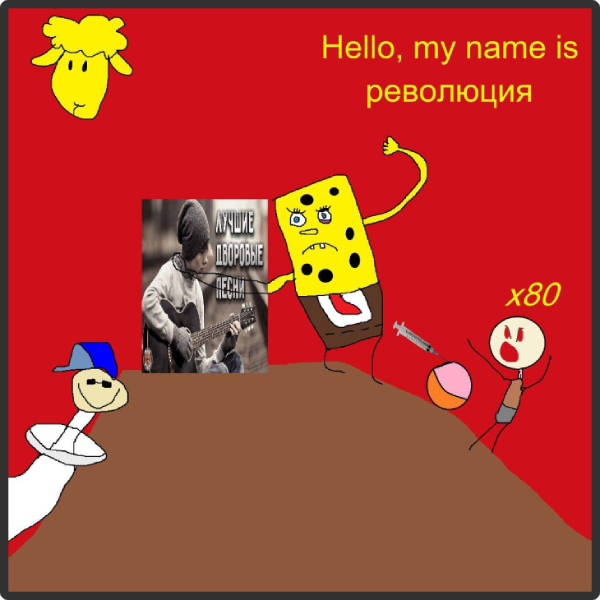 Hello, my name is
революция
ЛУЧШИЕ
ДВОРОВЫЕ
ПЕСНИ
x80